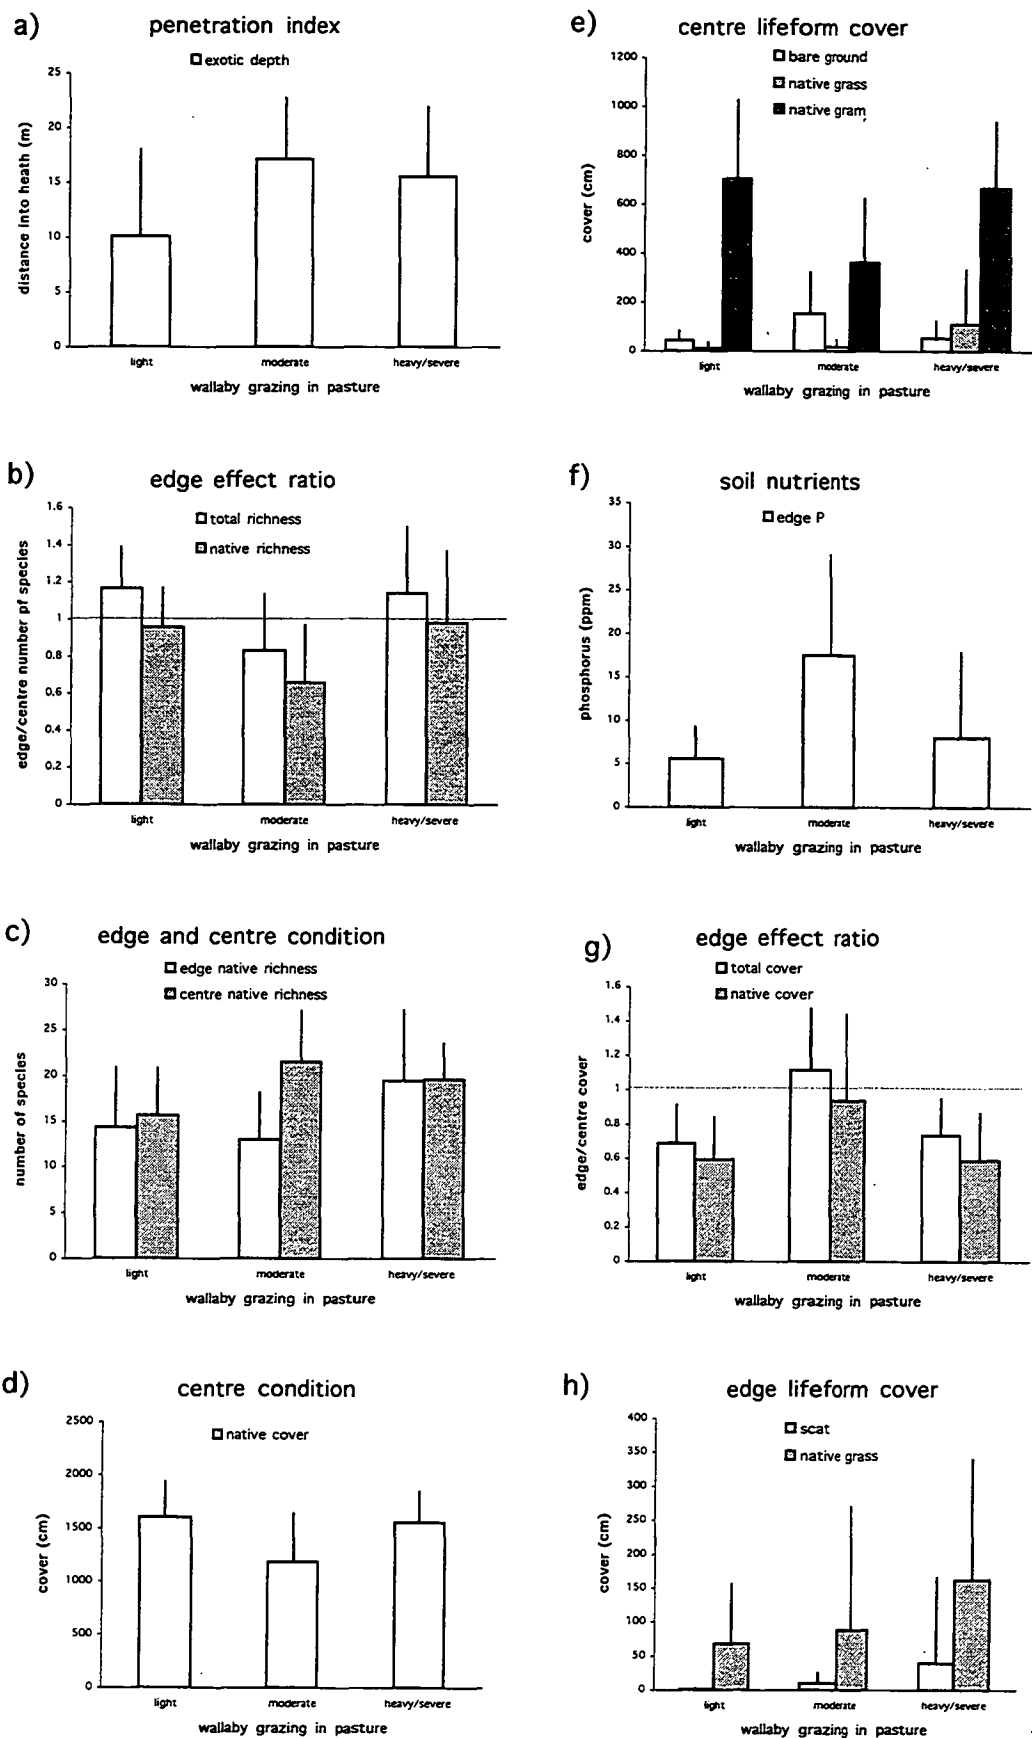 a)
penetration index
exotic depth
25
20
15
10
5
0
distance into heath (m)
light
moderate
heavy/severe
wallaby grazing in pasture
b)
edge effect ratio
total richness
native richness
1.6
1.4
1.2
1
0.8
0.6
0.4
0.2
0
edge/centre number pf species
light
moderate
heavy/severe
wallaby grazing in pasture
c)
edge and centre condition
edge native richness
centre native richness
30
25
20
15
10
5
0
number of species
light
moderate
heavy/severe
wallaby grazing in pasture
d)
centre condition
native cover
2500
2000
1500
1000
500
0
cover (cm)
light
moderate
heavy/severe
wallaby grazing in pasture
e)
centre lifeform cover
bare ground
native grass
native gram
1200
1000
800
600
400
200
0
cover (cm)
light
moderate
heavy/severe
wallaby grazing in pasture
f)
soil nutrients
edge P
35
30
25
20
15
10
5
0
phosphorus (ppm)
light
moderate
heavy/severe
wallaby grazing in pasture
g)
edge effect ratio
total cover
native cover
1.6
1.4
1.2
1
0.8
0.6
0.4
0.2
0
edge/centre cover
light
moderate
heavy/severe
wallaby grazing in pasture
h)
edge lifeform cover
scat
native grass
400
350
300
250
200
150
100
50
0
cover (cm)
light
moderate
heavy/severe
wallaby grazing in pasture